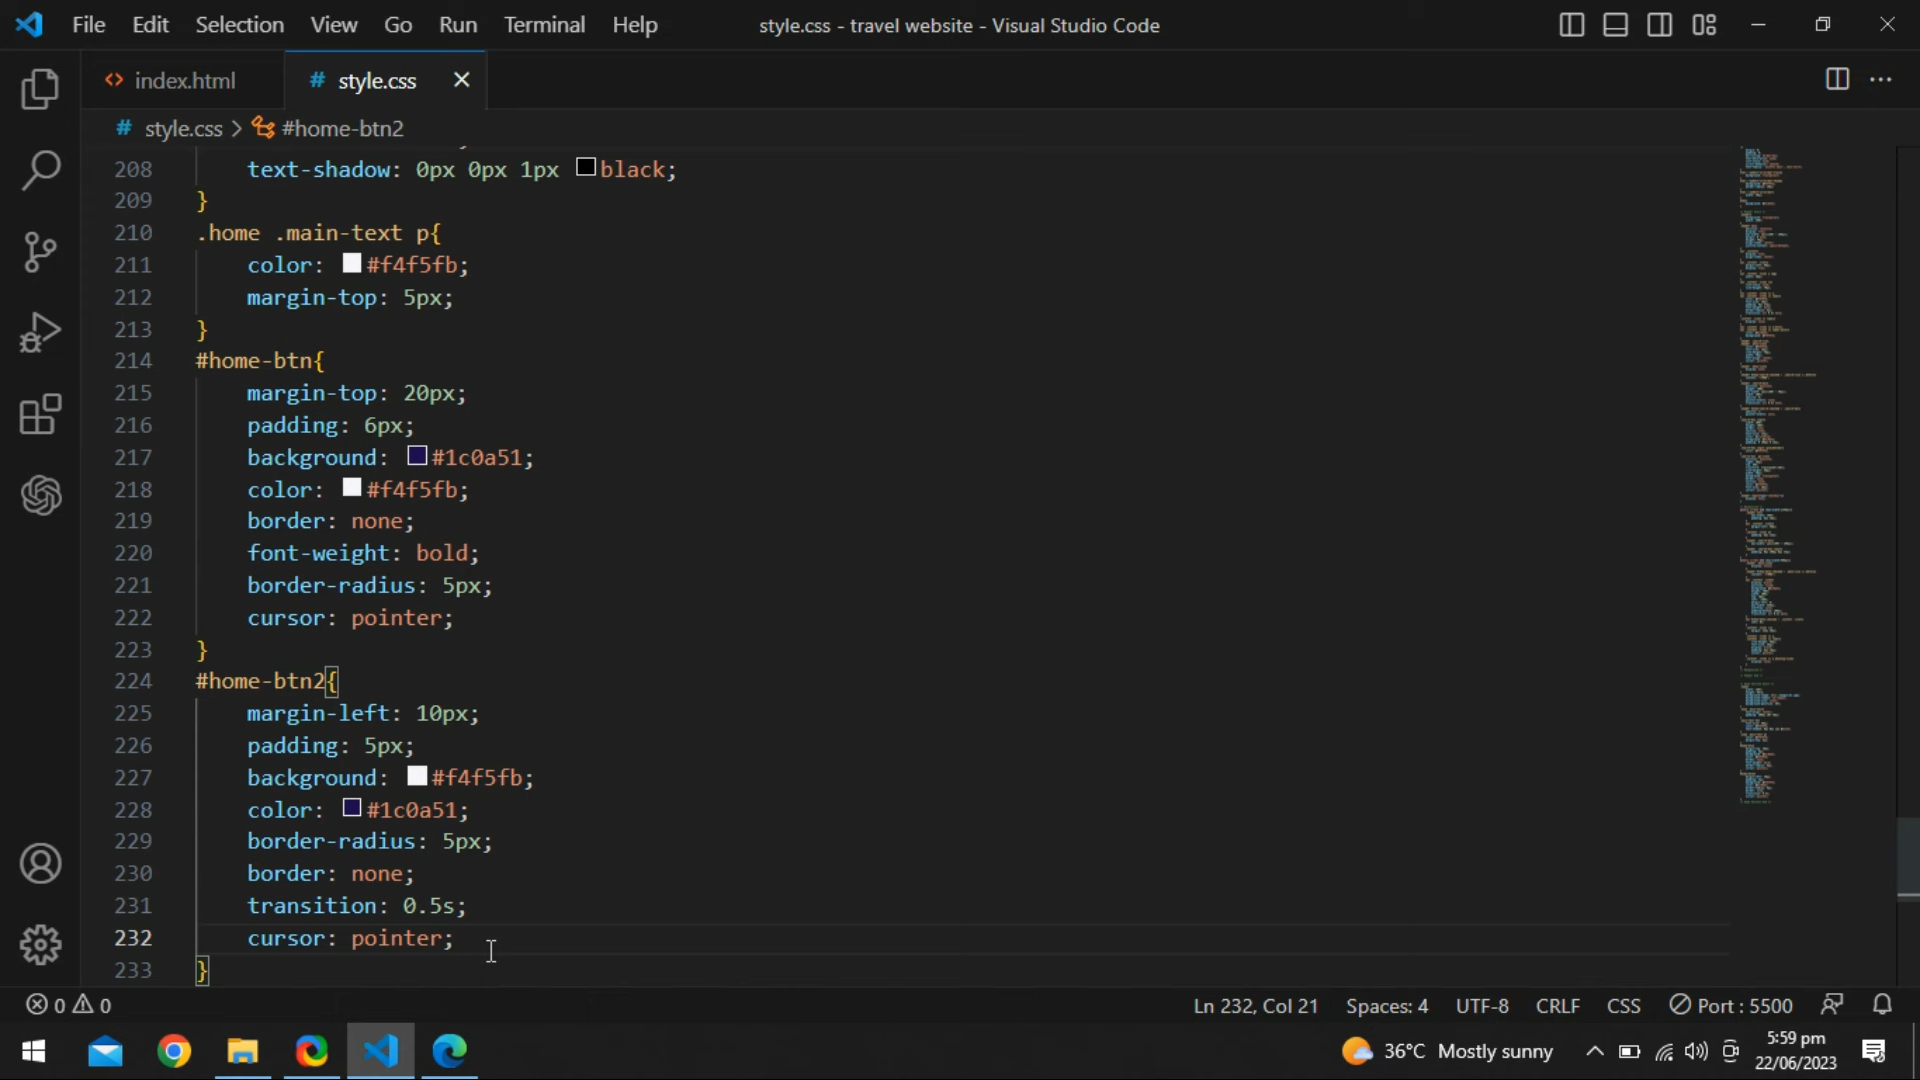 File Edit Selection View Go Run Terminal Help style.css - travel website - Visual Studio Code
<> index.html # style.css
# style.css > #home-btn2
208 text-shadow: 0px 0px 1px black;
209 }
210 .home .main-text p{
211 color: #f4f5fb;
212 margin-top: 5px;
213 }
214 #home-btn{
215 margin-top: 20px;
216 padding: 6px;
217 background: #1c0a51;
218 color: #f4f5fb;
219 border: none;
220 font-weight: bold;
221 border-radius: 5px;
222 cursor: pointer;
223 }
224 #home-btn2{
225 margin-left: 10px;
226 padding: 5px;
227 background: #f4f5fb;
228 color: #1c0a51;
229 border-radius: 5px;
230 border: none;
231 transition: 0.5s;
232 cursor: pointer;
233 }
0 0 Ln 232, Col 21 Spaces: 4 UTF-8 CRLF CSS Port : 5500
36°C Mostly sunny 5:59 pm
22/06/2023